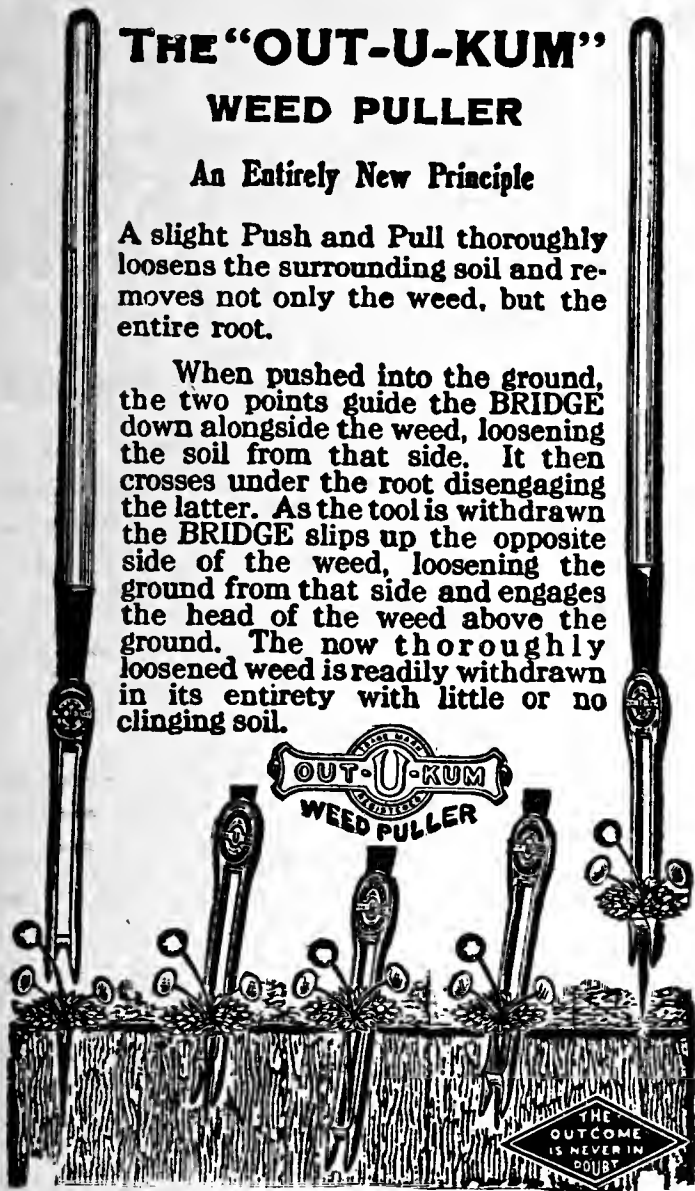 THE "OUT-U-KUM"
WEED PULLER
An Entirely New Principle
A slight Push and Pull thoroughly
loosens the surrounding soil and re-
moves not only the weed, but the
entire root.
When pushed into the ground,
the two points guide the BRIDGE
down alongside the weed, loosening
the soil from that side. It then
crosses under the root disengaging
the latter. As the tool is withdrawn
the BRIDGE slips up the opposite
side of the weed, loosening the
ground from that side and engages
the head of the weed above the
ground. The now thoroughly
loosened weed is readily withdrawn
in its entirety with little or no
clinging soil.
TRADE MARK
OUT-U-KUM
REGISTERED
WEED PULLER
THE
OUTCOME
IS NEVER IN
DOUBT